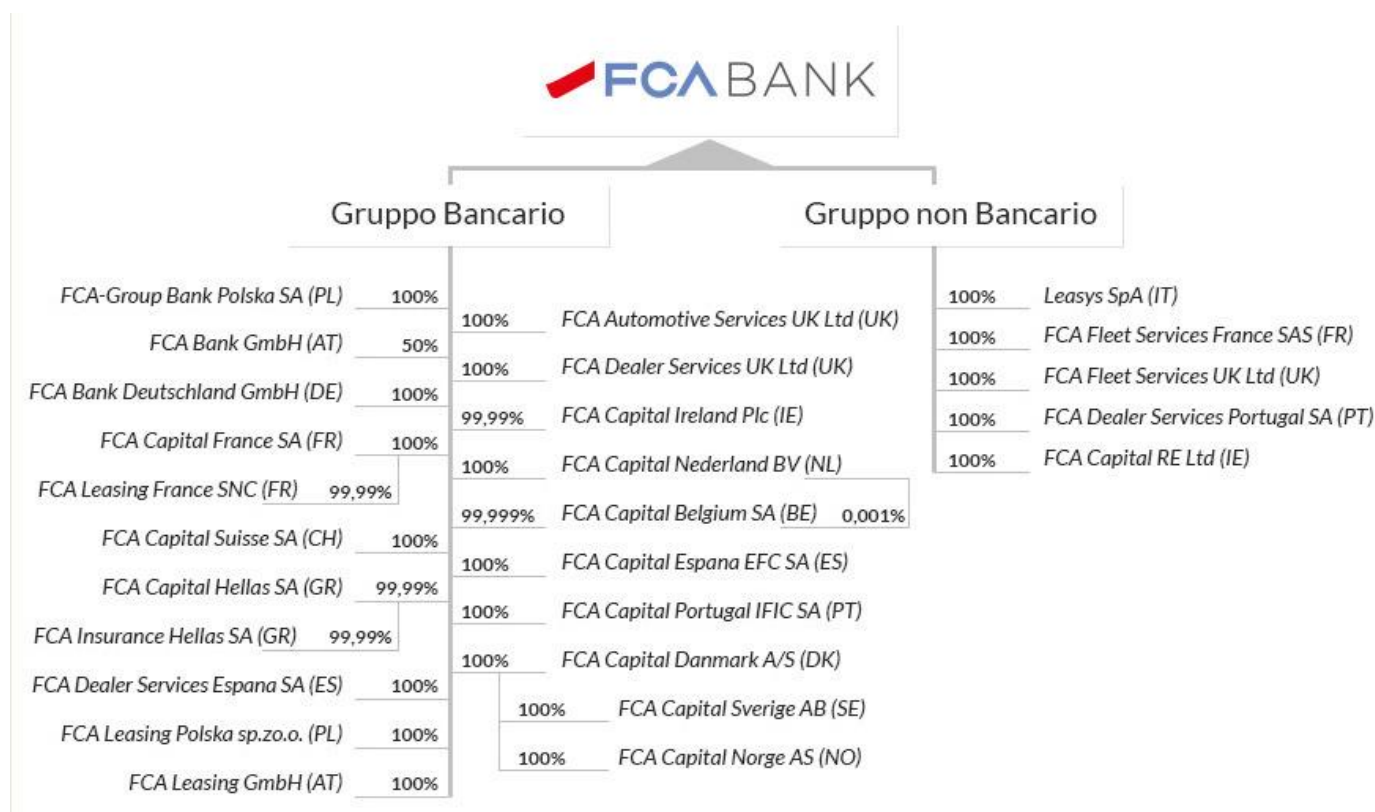 FCA BANK
Gruppo Bancario
Gruppo non Bancario
FCA-Group Bank Polska SA (PL) 100%
FCA Bank GmbH (AT) 50%
FCA Bank Deutschland GmbH (DE) 100%
FCA Capital France SA (FR) 100%
FCA Leasing France SNC (FR) 99,99%
FCA Capital Suisse SA (CH) 100%
FCA Capital Hellas SA (GR) 99,99%
FCA Insurance Hellas SA (GR) 99,99%
FCA Dealer Services Espana SA (ES) 100%
FCA Leasing Polska sp.zo.o. (PL) 100%
FCA Leasing GmbH (AT) 100%
100% FCA Automotive Services UK Ltd (UK)
100% FCA Dealer Services UK Ltd (UK)
99,99% FCA Capital Ireland Plc (IE)
100% FCA Capital Nederland BV (NL)
99,999% FCA Capital Belgium SA (BE) 0,001%
100% FCA Capital Espana EFC SA (ES)
100% FCA Capital Portugal IFIC SA (PT)
100% FCA Capital Danmark A/S (DK)
100% FCA Capital Sverige AB (SE)
100% FCA Capital Norge AS (NO)
100% Leasys SpA (IT)
100% FCA Fleet Services France SAS (FR)
100% FCA Fleet Services UK Ltd (UK)
100% FCA Dealer Services Portugal SA (PT)
100% FCA Capital RE Ltd (IE)